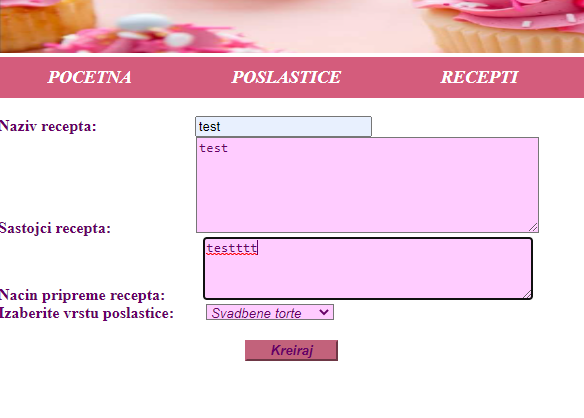 POCETNA POSLASTICE RECEPTI
Naziv recepta: test
test
Sastojci recepta:
testttt
Nacin pripreme recepta:
Izaberite vrstu poslastice: Svadbene torte
Kreiraj